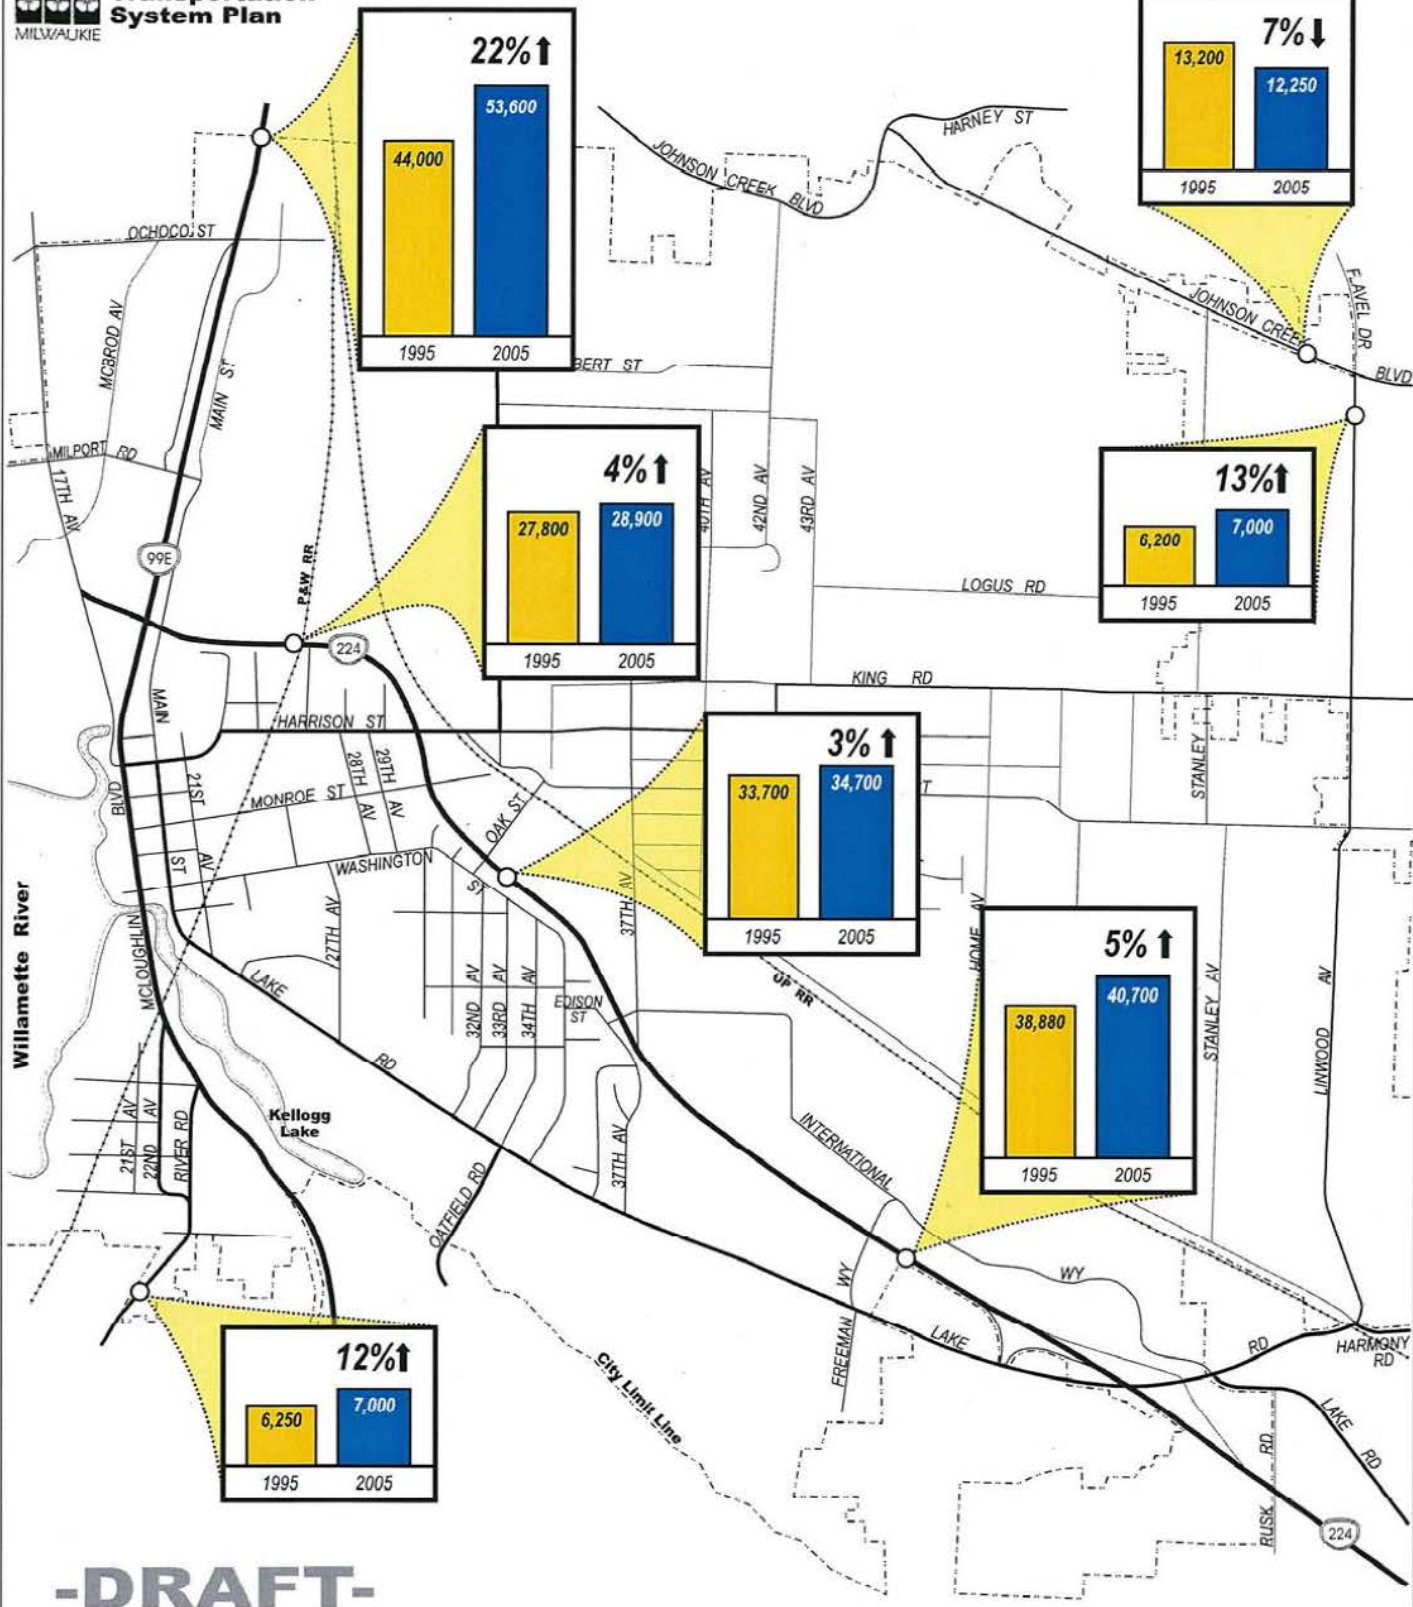 System Plan
MILWAUKIE
22%
44,000
53,600
1995 2005
7%
13,200
12,250
1995 2005
HARNEY ST
JOHNSON CREEK BLVD
OCHOCO ST
MCBROD AV
MAIN ST
FLAVEL DR
JOHNSON CREEK BLVD
BERT ST
MILPORT RD
17TH AV
4%
27,800
28,900
1995 2005
40TH AV
42ND AV
43RD AV
13%
6,200
7,000
1995 2005
99E
P&W RR
LOGUS RD
224
KING RD
MAIN ST
HARRISON ST
3%
33,700
34,700
1995 2005
28TH AV
29TH AV
21ST AV
MONROE ST
OAK ST
ST
STANLEY
WASHINGTON ST
37TH AV
27TH AV
HOME AV
Willamette River
MCLOUGHLIN BLVD
LAKE RD
32ND AV
33RD AV
34TH AV
EDISON ST
UP RR
5%
38,880
40,700
1995 2005
STANLEY AV
LINWOOD AV
Kellogg
Lake
21ST AV
22ND AV
RIVER RD
37TH AV
INTERNATIONAL WY
OATFIELD RD
FREEMAN WY
LAKE RD
HARMONY
RD
12%
6,250
7,000
1995 2005
City Limit Line
LAKE RD
RUSK RD
224
-DRAFT-